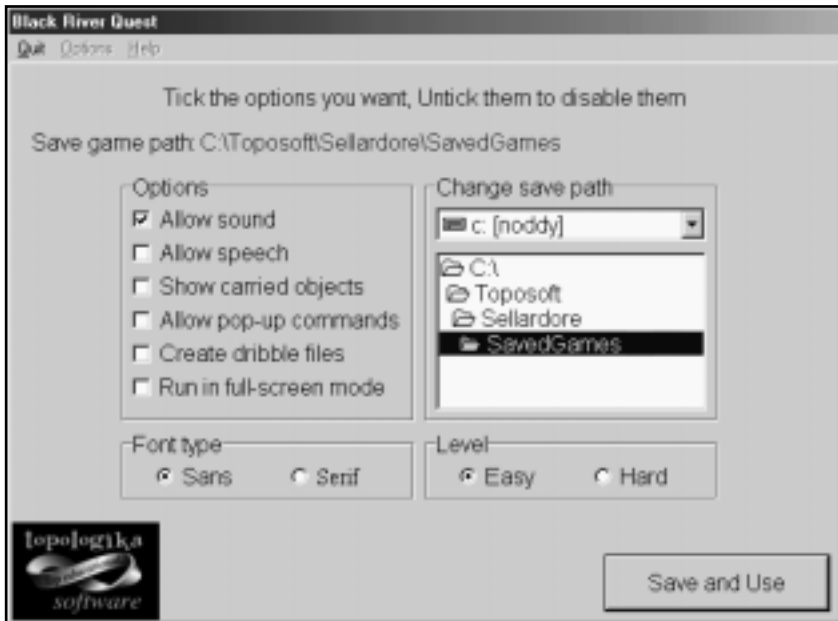 Black River Quest
Quit Options Help
Tick the options you want, Untick them to disable them
Save game path: C:\Toposoft\Sellardore\SavedGames
Options
Allow sound
Allow speech
Show carried objects
Allow pop-up commands
Create dribble files
Run in full-screen mode
Change save path
c: [noddy]
C:\
Toposoft
Sellardore
SavedGames
Font type
Sans Serif
Level
Easy Hard
topologika
software
Save and Use